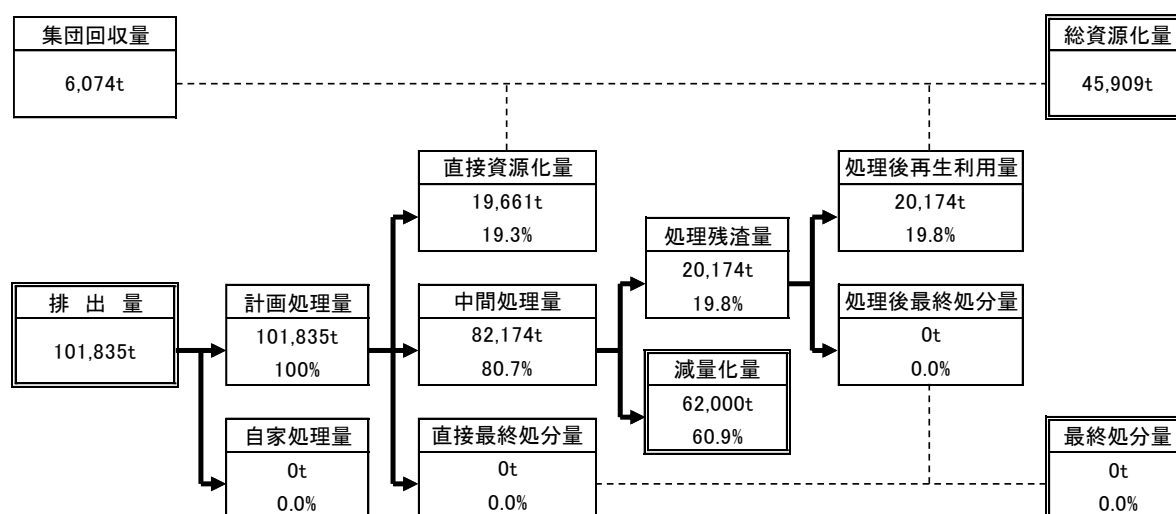 集団回収量
6,074t
総資源化量
45,909t
直接資源化量
19,661t
19.3%
処理後再生利用量
20,174t
19.8%
処理残渣量
20,174t
19.8%
排 出 量
101,835t
計画処理量
101,835t
100%
中間処理量
82,174t
80.7%
処理後最終処分量
0t
0.0%
減量化量
62,000t
60.9%
自家処理量
0t
0.0%
直接最終処分量
0t
0.0%
最終処分量
0t
0.0%